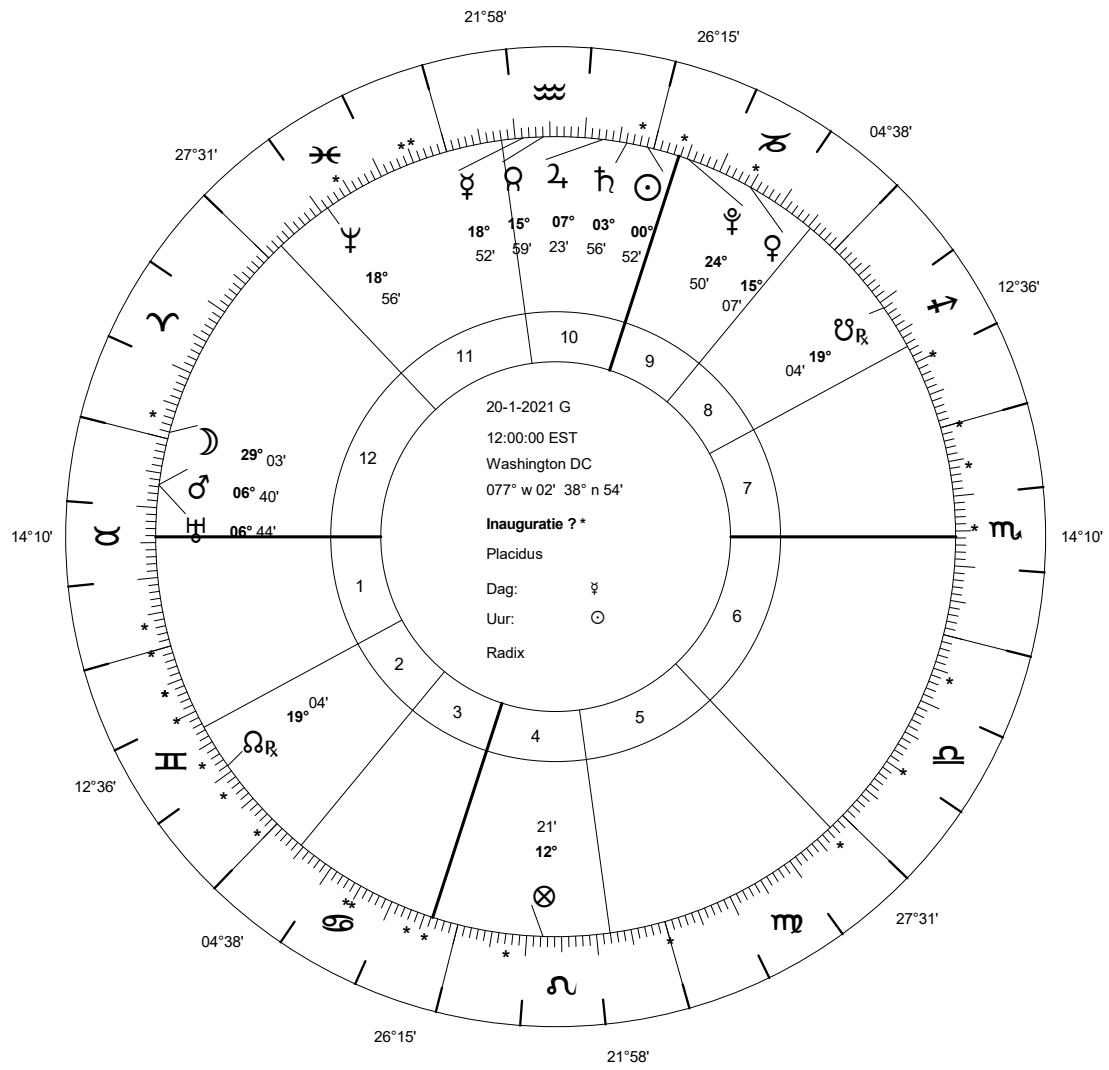 21°58'
26°15'
04°38'
12°36'
14°10'
27°31'
21°58'
26°15'
04°38'
12°36'
14°10'
27°31'
♒
♑
♐
♏
♎
♍
♌
♋
♊
♉
♈
♓
☿ 18° 52'
15° 59'
♃ 07° 23'
♄ 03° 56'
☉ 00° 52'
24° 50'
♀ 15° 07'
☋℞ 19° 04'
♆ 18° 56'
☽ 29° 03'
♂ 06° 40'
♅ 06° 44'
☊℞ 19° 04'
21'
12°
⊗
1
2
3
4
5
6
7
8
9
10
11
12
20-1-2021 G
12:00:00 EST
Washington DC
077° w 02' 38° n 54'
Inauguratie ? *
Placidus
Dag: ☿
Uur: ☉
Radix